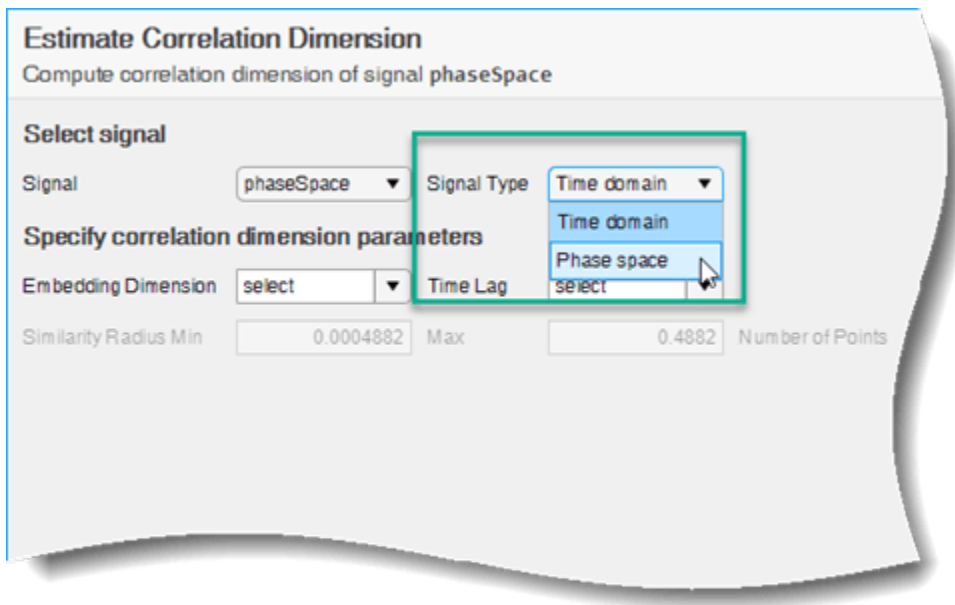 Estimate Correlation Dimension
Compute correlation dimension of signal phaseSpace
Select signal
Signal phaseSpace Signal Type Time domain
Time domain
Specify correlation dimension parameters
Phase space
Embedding Dimension select Time Lag select
Similarity Radius Min 0.0004882 Max 0.4882 Number of Points